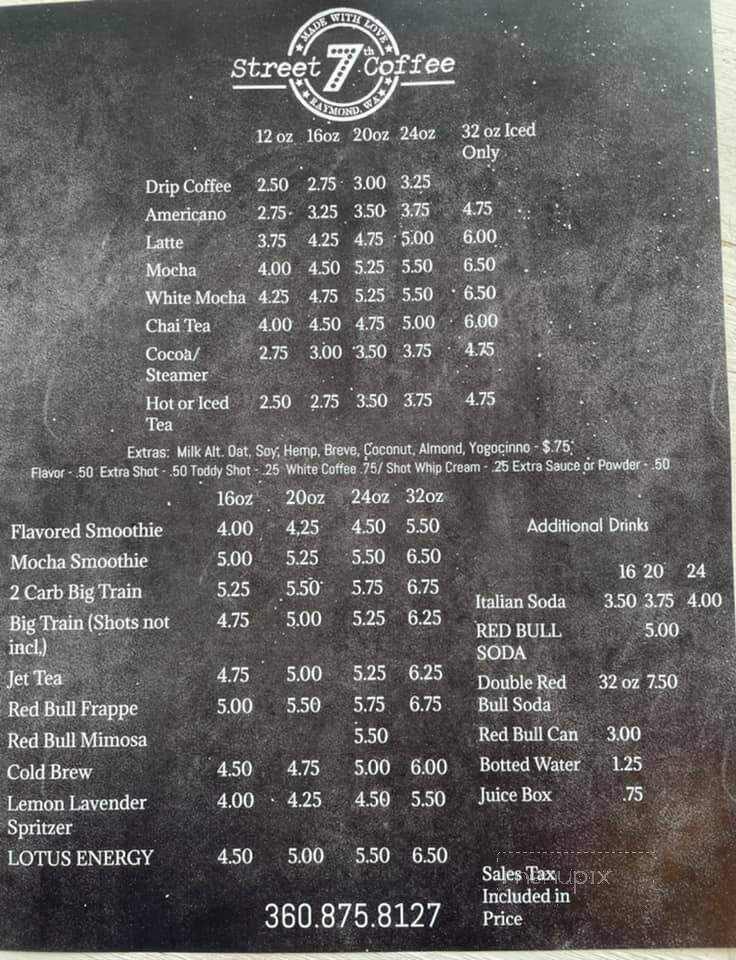 MADE WITH LOVE
Street 7th Coffee
RAYMOND, WA
12 oz 16oz 20oz 24oz 32 oz Iced
Only
Drip Coffee 2.50 2.75 3.00 3.25
Americano 2.75 3.25 3.50 3.75 4.75
Latte 3.75 4.25 4.75 5.00 6.00
Mocha 4.00 4.50 5.25 5.50 6.50
White Mocha 4.25 4.75 5.25 5.50 6.50
Chai Tea 4.00 4.50 4.75 5.00 6.00
Cocoa/ 2.75 3.00 3.50 3.75 4.75
Steamer
Hot or Iced 2.50 2.75 3.50 3.75 4.75
Tea
Extras: Milk Alt. Oat, Soy, Hemp, Breve, Coconut, Almond, Yogocinno - $.75
Flavor - .50 Extra Shot - .50 Toddy Shot - .25 White Coffee .75/ Shot Whip Cream - .25 Extra Sauce or Powder - .50
16oz 20oz 24oz 32oz
Flavored Smoothie 4.00 4,25 4.50 5.50
Mocha Smoothie 5.00 5.25 5.50 6.50
2 Carb Big Train 5.25 5.50 5.75 6.75
Big Train (Shots not 4.75 5.00 5.25 6.25
incl,)
Jet Tea 4.75 5.00 5.25 6.25
Red Bull Frappe 5.00 5.50 5.75 6.75
Red Bull Mimosa 5.50
Cold Brew 4.50 4.75 5.00 6.00
Lemon Lavender 4.00 4.25 4.50 5.50
Spritzer
LOTUS ENERGY 4.50 5.00 5.50 6.50
Additional Drinks
16 20 24
Italian Soda 3.50 3.75 4.00
RED BULL 5.00
SODA
Double Red 32 oz 7.50
Bull Soda
Red Bull Can 3.00
Botted Water 1.25
Juice Box .75
menupix
Sales Tax
Included in
Price
360.875.8127